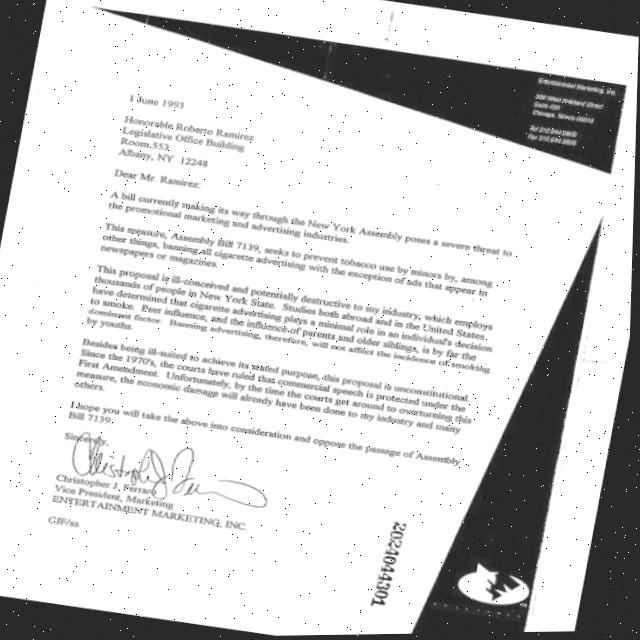 Entertainment Marketing, Inc.
Suite
Chicago, Illinois
1 June 1993
Honorable Roberto Ramirez
Legislative Office Building
Room 553
Albany, NY 12248
Dear Mr. Ramirez:
A bill currently making its way through the New York Assembly poses a severe threat to
the promotional marketing and advertising industries.
This measure, Assembly Bill 7139, seeks to prevent tobacco use by minors by, among
other things, banning all cigarette advertising with the exception of ads that appear in
newspapers or magazines.
This proposal is ill-conceived and potentially destructive to my industry, which employs
thousands of people in New York State. Studies both abroad and in the United States
have determined that cigarette advertising plays a minimal role in an individual's decision
to smoke. Peer influence, and the influence of parents and older siblings, is by far the
dominant factor. Banning advertising, therefore, will not affect the incidence of smoking
by youths.
Besides being ill-suited to achieve its stated purpose, this proposal is unconstitutional.
Since the 1970's, the courts have ruled that commercial speech is protected under the
First Amendment. Unfortunately, by the time the courts get around to overturning this
measure, the economic damage will already have been done to my industry and many
others.
I hope you will take the above into consideration and oppose the passage of Assembly
Bill 7139.
Sincerely,
Christopher J. Ferraro
Vice President, Marketing
ENTERTAINMENT MARKETING, INC.
CJF/sa
2024044301